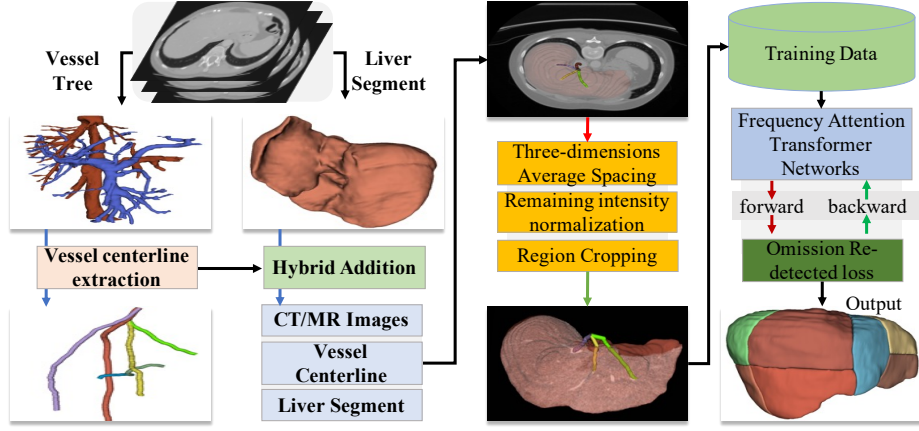 Vessel
Tree
Liver
Segment
Vessel centerline
extraction
Hybrid Addition
CT/MR Images
Vessel
Centerline
Liver Segment
Three-dimensions
Average Spacing
Remaining intensity
normalization
Region Cropping
Training Data
Frequency Attention
Transformer
Networks
forward
backward
Omission Re-
detected loss
Output